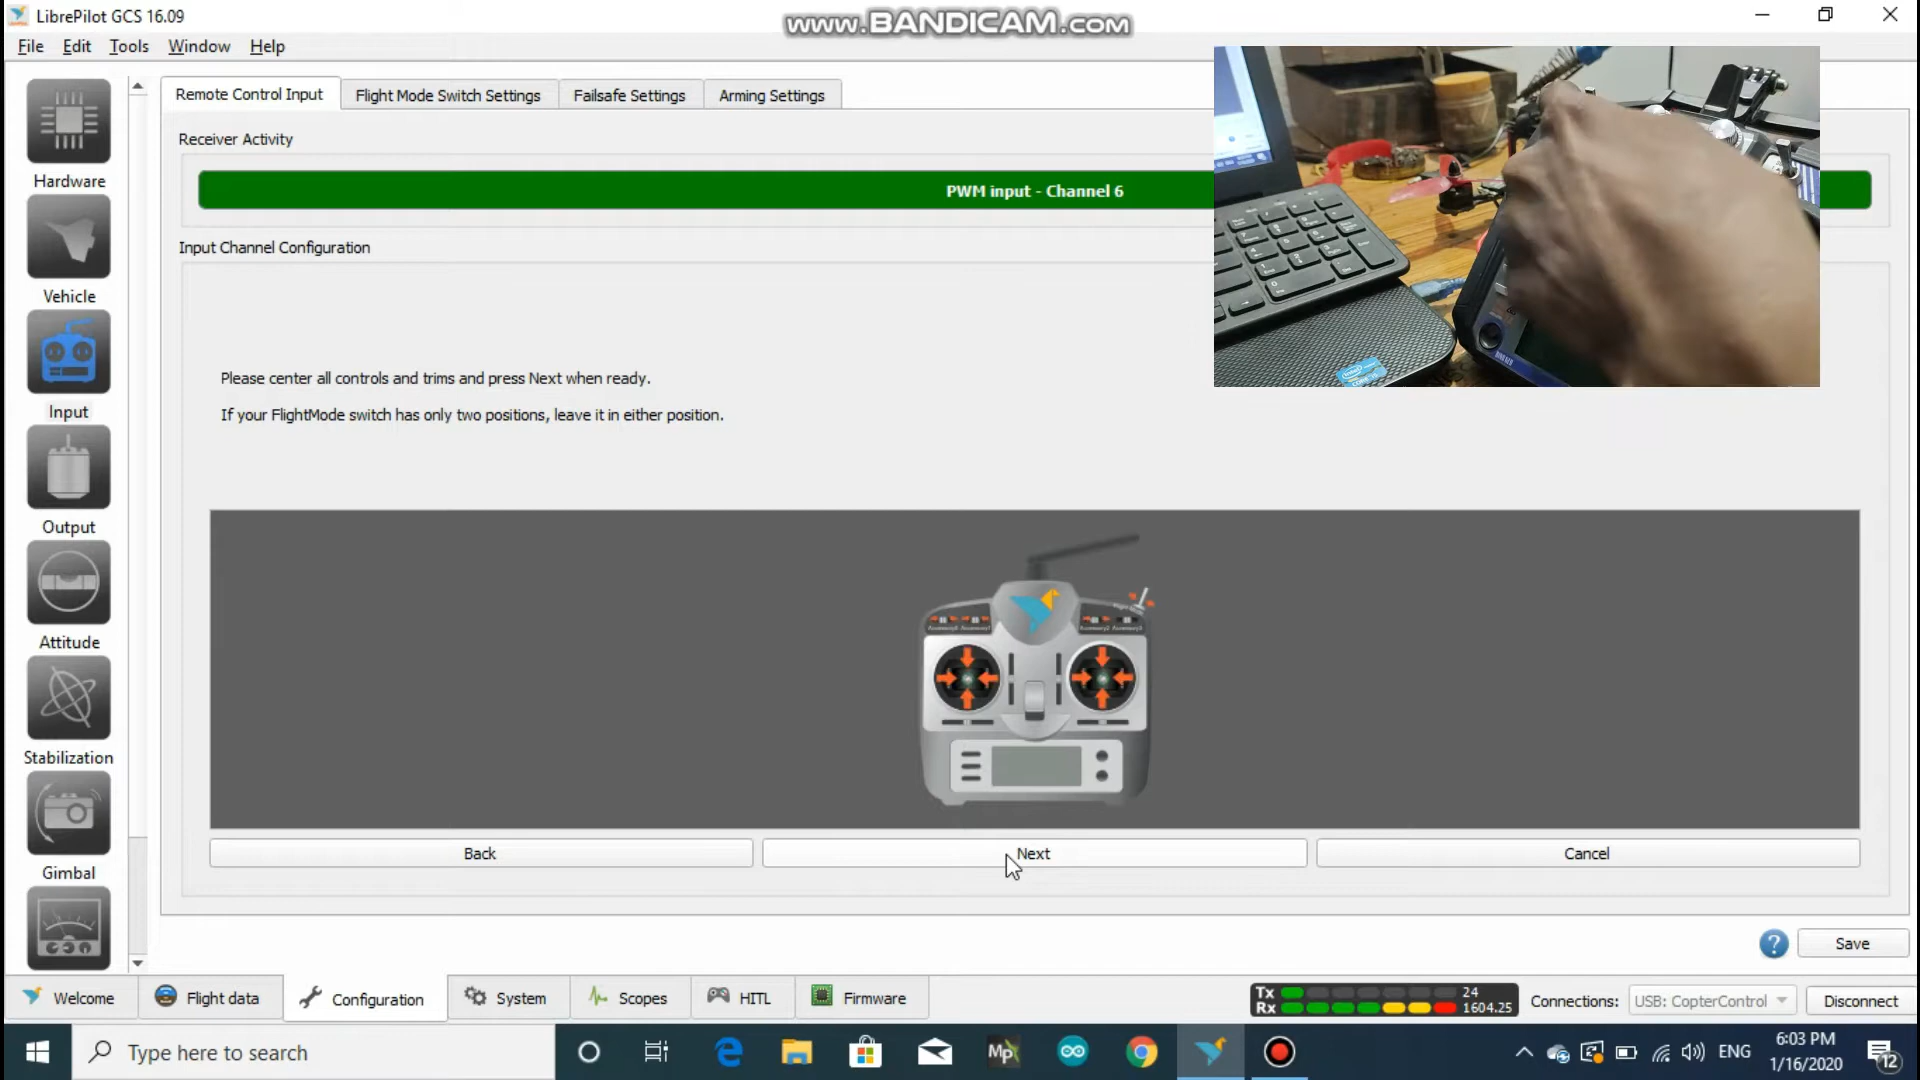 LibrePilot GCS 16.09
www.BANDICAM.com
File Edit Tools Window Help
Remote Control Input Flight Mode Switch Settings Failsafe Settings Arming Settings
Receiver Activity
PWM input - Channel 6
Input Channel Configuration
Please center all controls and trims and press Next when ready.
If your FlightMode switch has only two positions, leave it in either position.
Hardware
Vehicle
Input
Output
Attitude
Stabilization
Gimbal
Back Next Cancel
Save
Welcome Flight data Configuration System Scopes HITL Firmware
Tx 24
Rx 1604.25
Connections: USB: CopterControl Disconnect
Type here to search
Mp
ENG
6:03 PM
1/16/2020
12